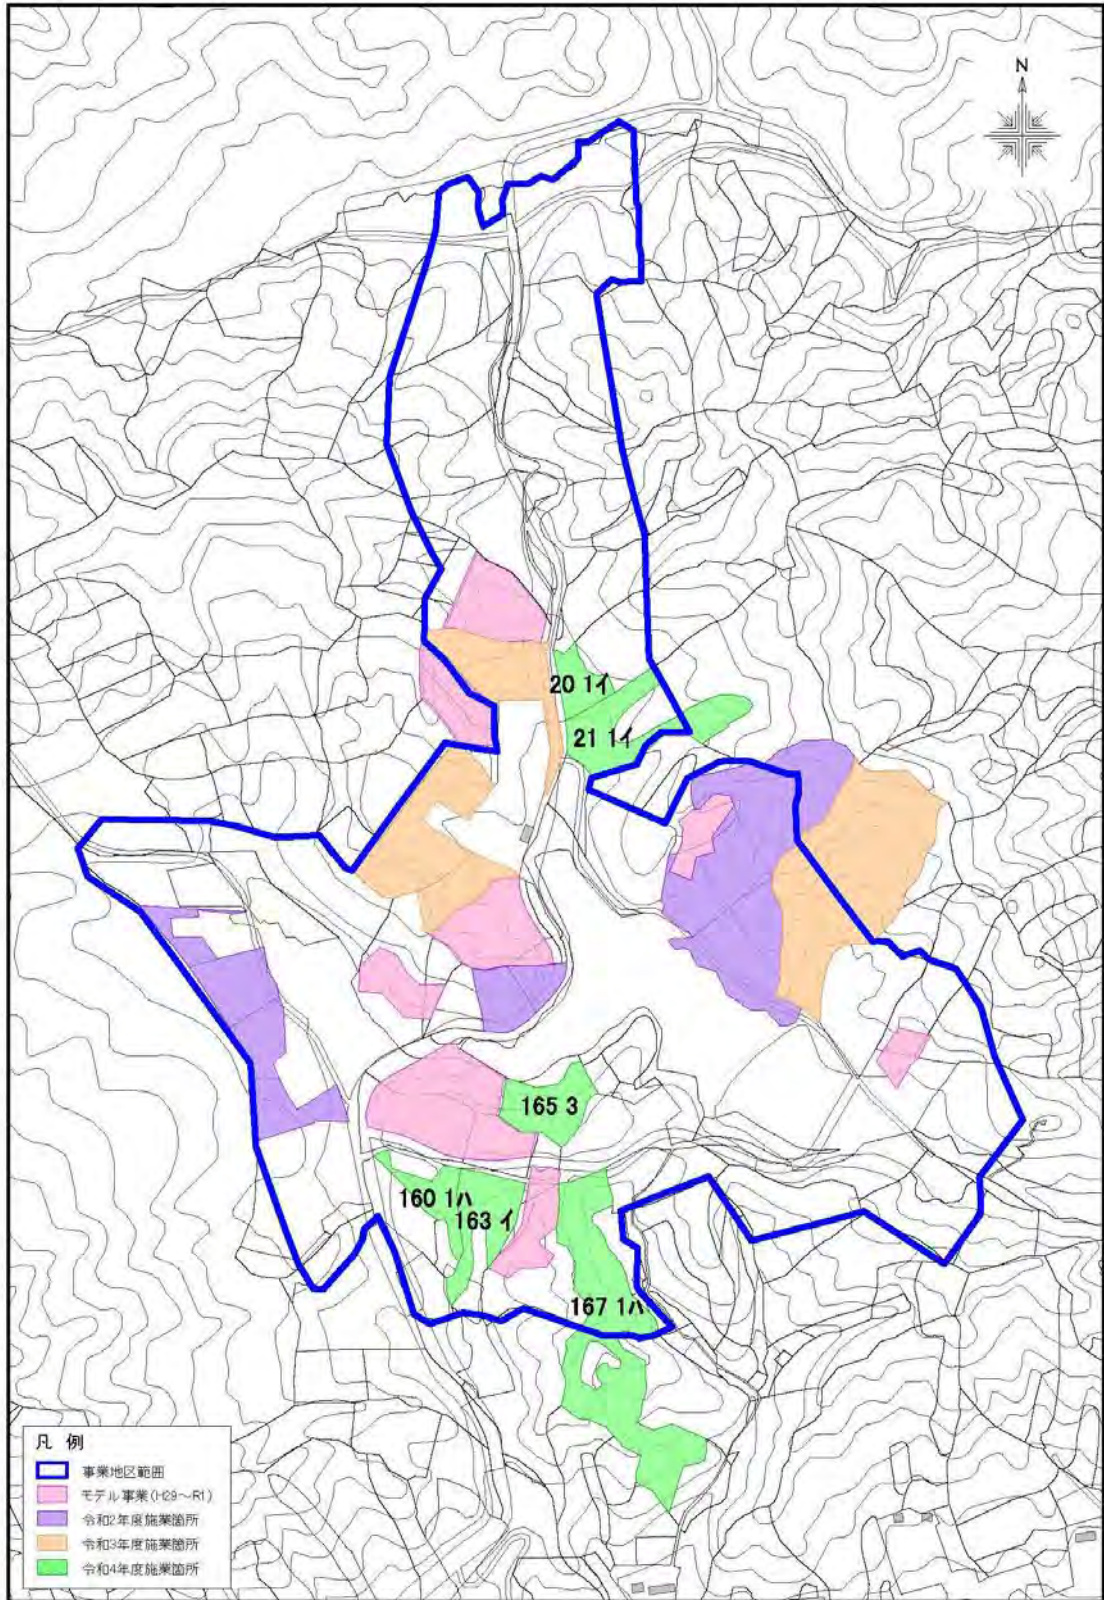 N
20 1イ
21 1イ
165 3
160 1ハ
163 イ
167 1ハ
凡 例
事業地区範囲
モデル事業(H29～R1)
令和2年度施業箇所
令和3年度施業箇所
令和4年度施業箇所